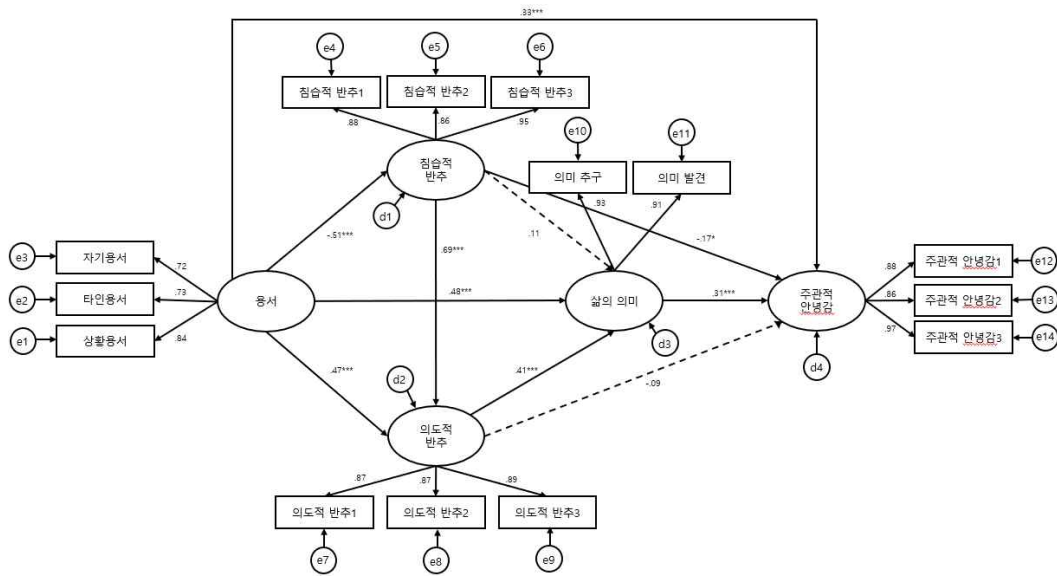 .33***
e4
e5
e6
침습적 반추1
침습적 반추2
침습적 반추3
.88
.86
.95
e10
e11
침습적
반추
의미 추구
의미 발견
d1
.93
.91
-.51***
.69***
.11
-.17*
e3
자기용서
.72
e2
타인용서
.73
e1
상황용서
.84
용서
.48***
삶의 의미
.31***
주관적
안녕감
.88
주관적 안녕감1
e12
.86
주관적 안녕감2
e13
.97
주관적 안녕감3
e14
d3
d4
.47***
d2
.41***
-.09
의도적
반추
.87
.87
.89
의도적 반추1
의도적 반추2
의도적 반추3
e7
e8
e9